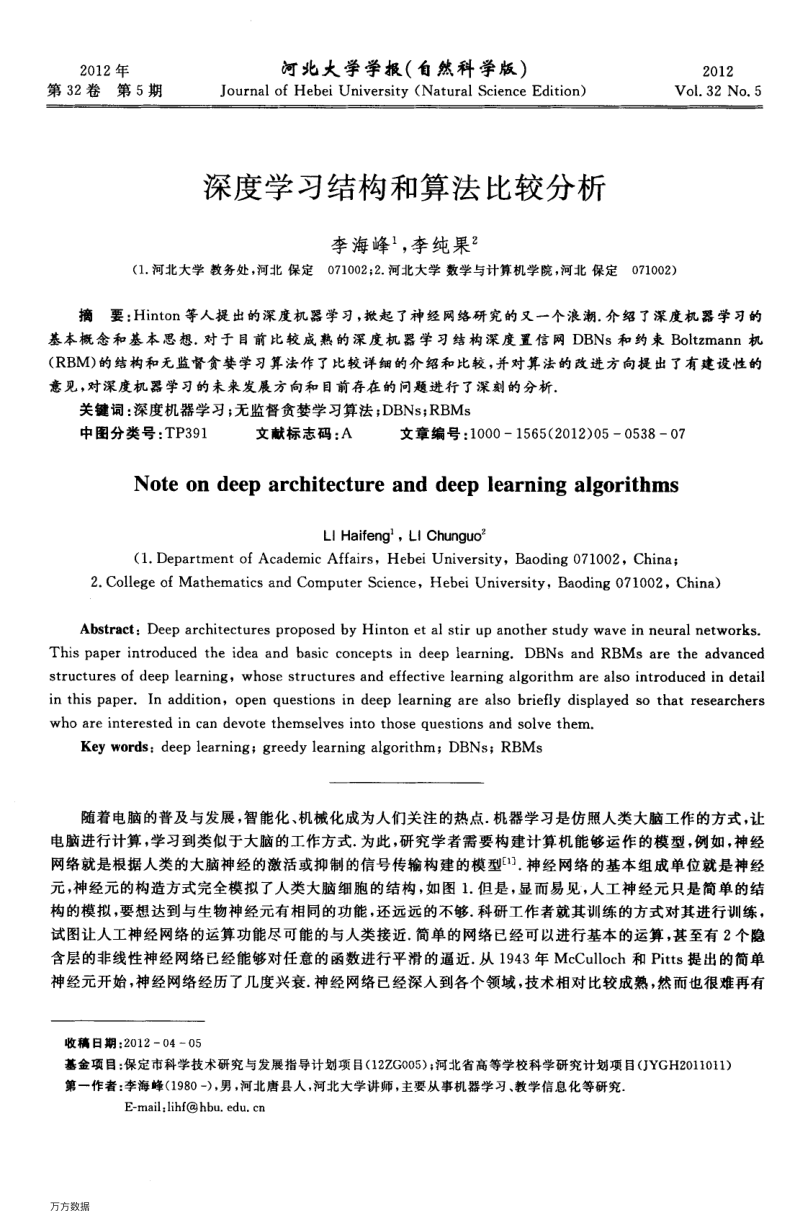 2012 年
第 32 卷 第 5 期
河北大学学报(自然科学版)
Journal of Hebei University (Natural Science Edition)
2012
Vol. 32 No. 5
深度学习结构和算法比较分析
李海峰¹,李纯果²
(1.河北大学 教务处,河北 保定 071002;2.河北大学 数学与计算机学院,河北 保定 071002)
摘 要:Hinton 等人提出的深度机器学习,掀起了神经网络研究的又一个浪潮.介绍了深度机器学习的
基本概念和基本思想.对于目前比较成熟的深度机器学习结构深度置信网 DBNs 和约束 Boltzmann 机
(RBM)的结构和无监督贪婪学习算法作了比较详细的介绍和比较,并对算法的改进方向提出了有建设性的
意见,对深度机器学习的未来发展方向和目前存在的问题进行了深刻的分析.
关键词:深度机器学习;无监督贪婪学习算法;DBNs;RBMs
中图分类号:TP391 文献标志码:A 文章编号:1000-1565(2012)05-0538-07
Note on deep architecture and deep learning algorithms
LI Haifeng¹, LI Chunguo²
(1. Department of Academic Affairs, Hebei University, Baoding 071002, China;
2. College of Mathematics and Computer Science, Hebei University, Baoding 071002, China)
Abstract: Deep architectures proposed by Hinton et al stir up another study wave in neural networks.
This paper introduced the idea and basic concepts in deep learning. DBNs and RBMs are the advanced
structures of deep learning, whose structures and effective learning algorithm are also introduced in detail
in this paper. In addition, open questions in deep learning are also briefly displayed so that researchers
who are interested in can devote themselves into those questions and solve them.
Key words: deep learning; greedy learning algorithm; DBNs; RBMs
随着电脑的普及与发展,智能化、机械化成为人们关注的热点.机器学习是仿照人类大脑工作的方式,让
电脑进行计算,学习到类似于大脑的工作方式.为此,研究学者需要构建计算机能够运作的模型,例如,神经
网络就是根据人类的大脑神经的激活或抑制的信号传输构建的模型[1].神经网络的基本组成单位就是神经
元,神经元的构造方式完全模拟了人类大脑细胞的结构,如图 1.但是,显而易见,人工神经元只是简单的结
构的模拟,要想达到与生物神经元有相同的功能,还远远的不够.科研工作者就其训练的方式对其进行训练,
试图让人工神经网络的运算功能尽可能的与人类接近.简单的网络已经可以进行基本的运算,甚至有 2 个隐
含层的非线性神经网络已经能够对任意的函数进行平滑的逼近.从 1943 年 McCulloch 和 Pitts 提出的简单
神经元开始,神经网络经历了几度兴衰.神经网络已经深入到各个领域,技术相对比较成熟,然而也很难再有
收稿日期:2012-04-05
基金项目:保定市科学技术研究与发展指导计划项目(12ZG005);河北省高等学校科学研究计划项目(JYGH2011011)
第一作者:李海峰(1980-),男,河北唐县人,河北大学讲师,主要从事机器学习、教学信息化等研究.
E-mail:lihf@hbu.edu.cn
万方数据